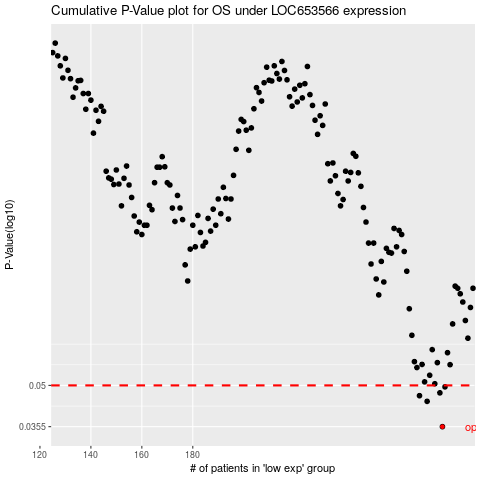 Cumulative P-Value plot for OS under LOC653566 expression
P-Value(log10)
0.05
0.0355
op
120 140 160 180
# of patients in 'low exp' group